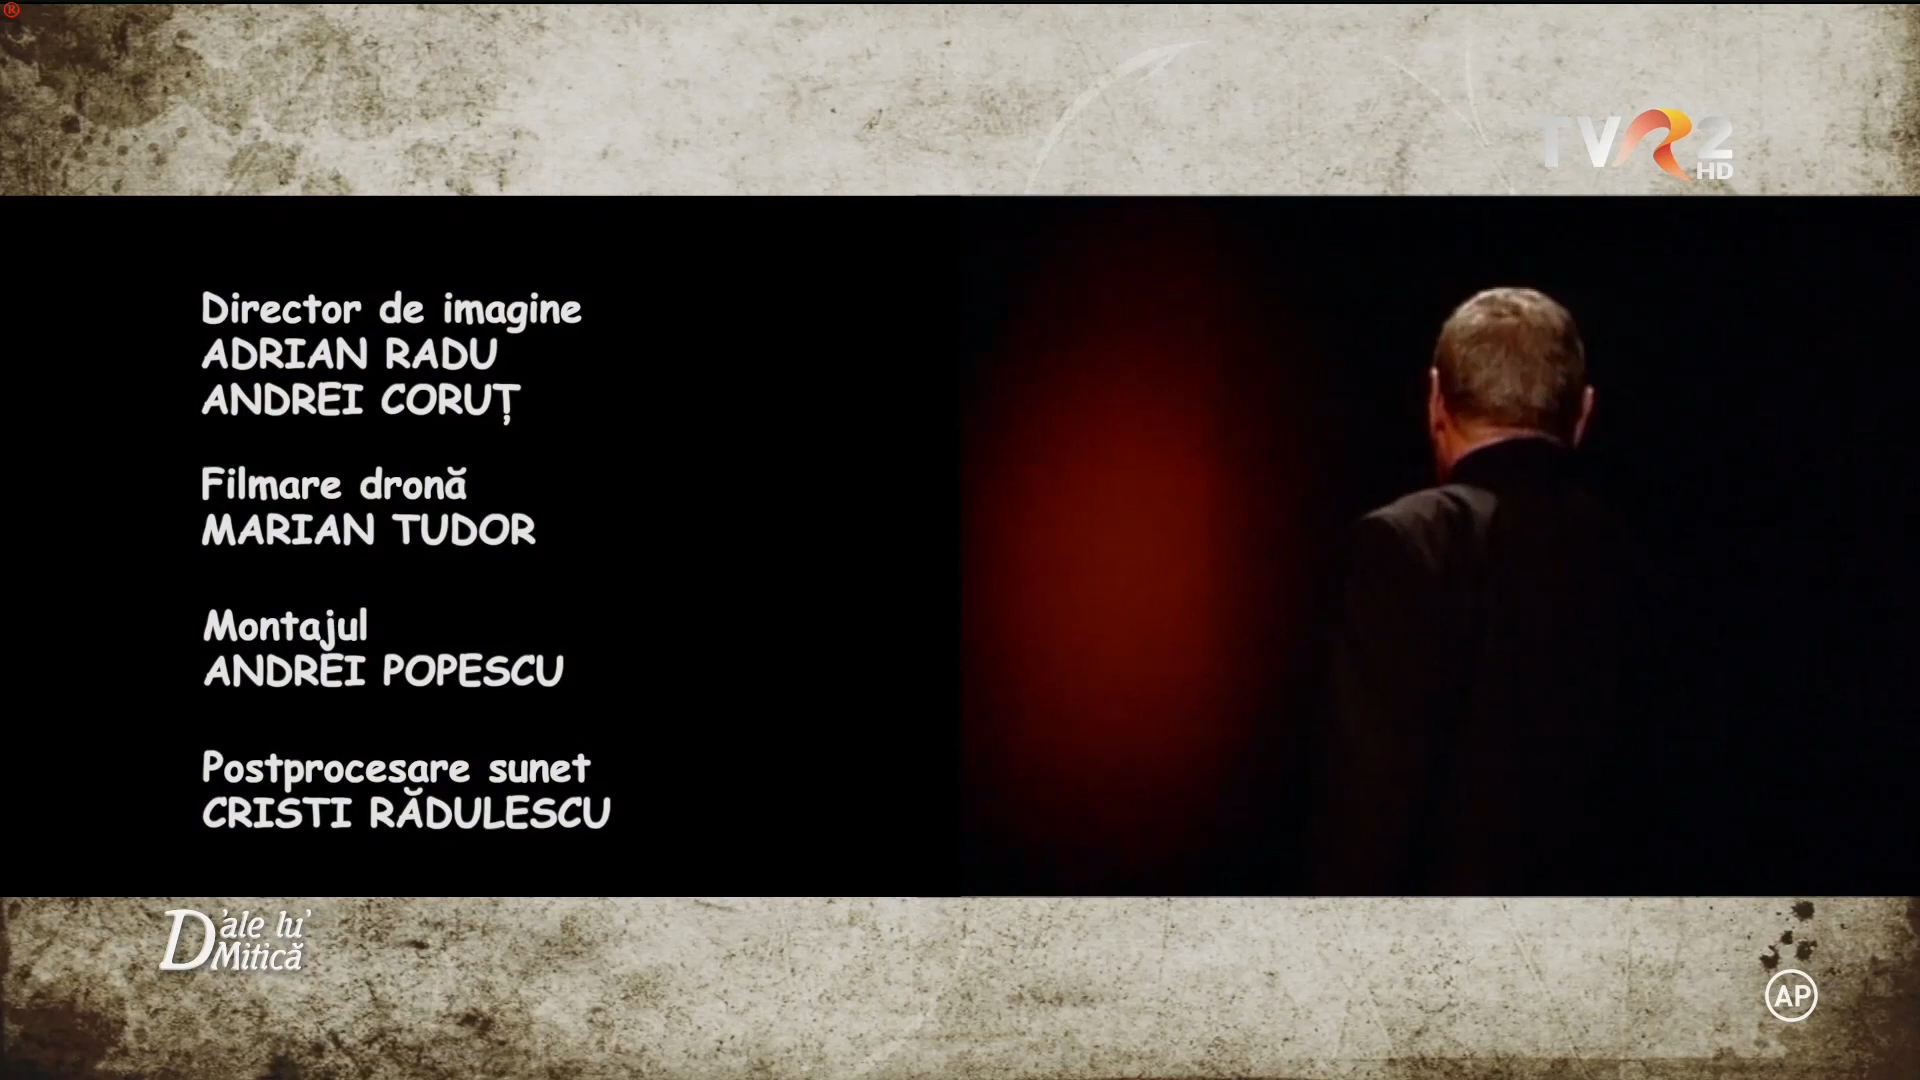 ®
TVR2
HD
Director de imagine
ADRIAN RADU
ANDREI CORUȚ
Filmare dronă
MARIAN TUDOR
Montajul
ANDREI POPESCU
Postprocesare sunet
CRISTI RĂDULESCU
D'ale lu'
Mitică
AP